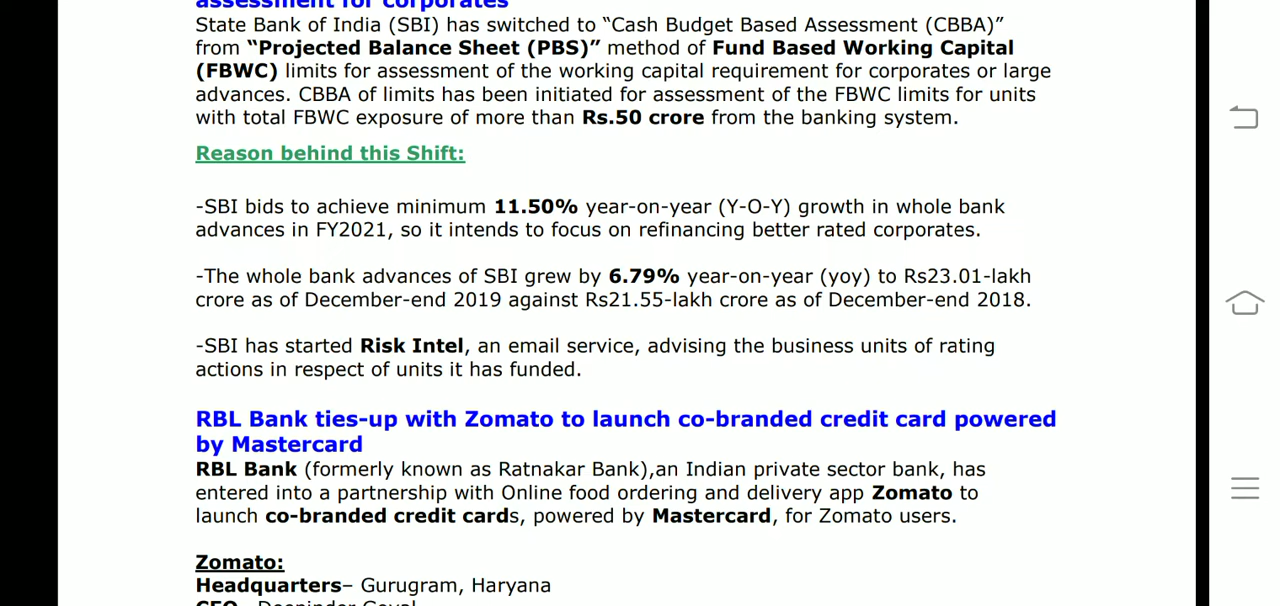 assessment for corporates
State Bank of India (SBI) has switched to “Cash Budget Based Assessment (CBBA)”
from “Projected Balance Sheet (PBS)” method of Fund Based Working Capital
(FBWC) limits for assessment of the working capital requirement for corporates or large
advances. CBBA of limits has been initiated for assessment of the FBWC limits for units
with total FBWC exposure of more than Rs.50 crore from the banking system.
Reason behind this Shift:
-SBI bids to achieve minimum 11.50% year-on-year (Y-O-Y) growth in whole bank
advances in FY2021, so it intends to focus on refinancing better rated corporates.
-The whole bank advances of SBI grew by 6.79% year-on-year (yoy) to Rs23.01-lakh
crore as of December-end 2019 against Rs21.55-lakh crore as of December-end 2018.
-SBI has started Risk Intel, an email service, advising the business units of rating
actions in respect of units it has funded.
RBL Bank ties-up with Zomato to launch co-branded credit card powered
by Mastercard
RBL Bank (formerly known as Ratnakar Bank),an Indian private sector bank, has
entered into a partnership with Online food ordering and delivery app Zomato to
launch co-branded credit cards, powered by Mastercard, for Zomato users.
Zomato:
Headquarters– Gurugram, Haryana